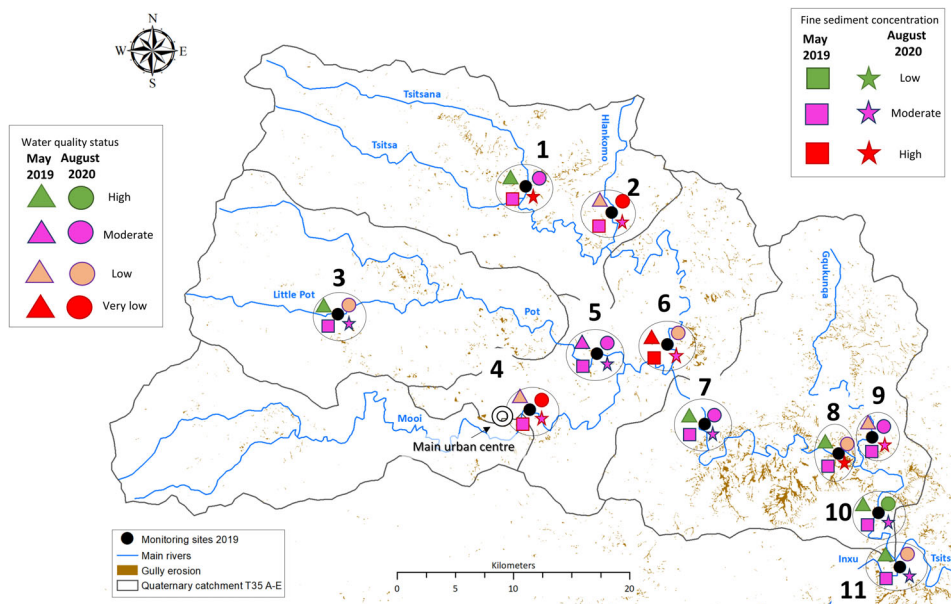 N
W
E
S
Water quality status
May
2019
August
2020
High
Moderate
Low
Very low
Fine sediment concentration
May
2019
August
2020
Low
Moderate
High
Tsitsana
Tsitsa
Hlankomo
1
2
3
Little Pot
Pot
5
6
Gqukunqa
4
Mooi
Main urban centre
7
8
9
10
Inxu
Tsits
11
Monitoring sites 2019
Main rivers
Gully erosion
Quaternary catchment T35 A-E
Kilometers
0
5
10
20